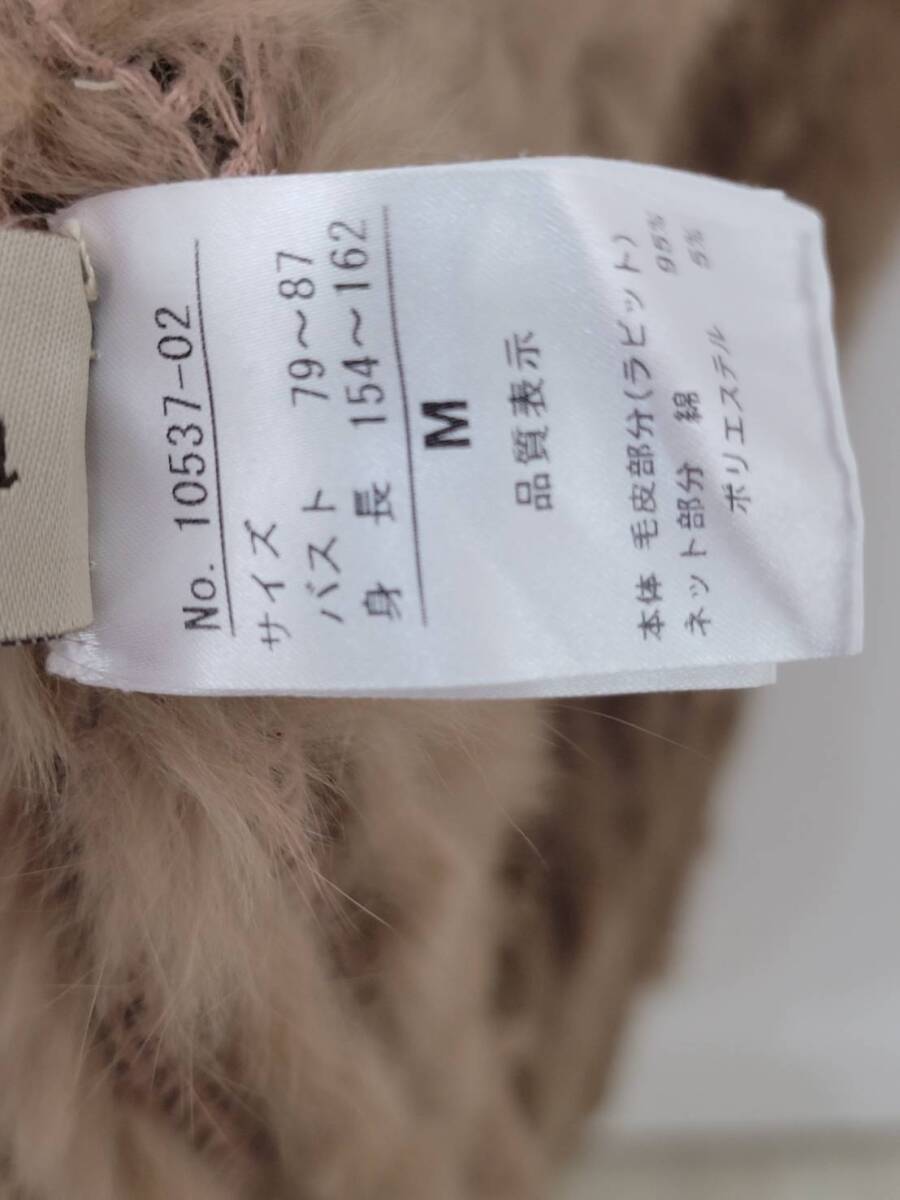 No. 10537-02
サイズ
バスト 79～87
身 長 154～162
M
品質表示
本体 毛皮部分(ラビット)
ネット部分 綿 95%
ポリエステル 5%